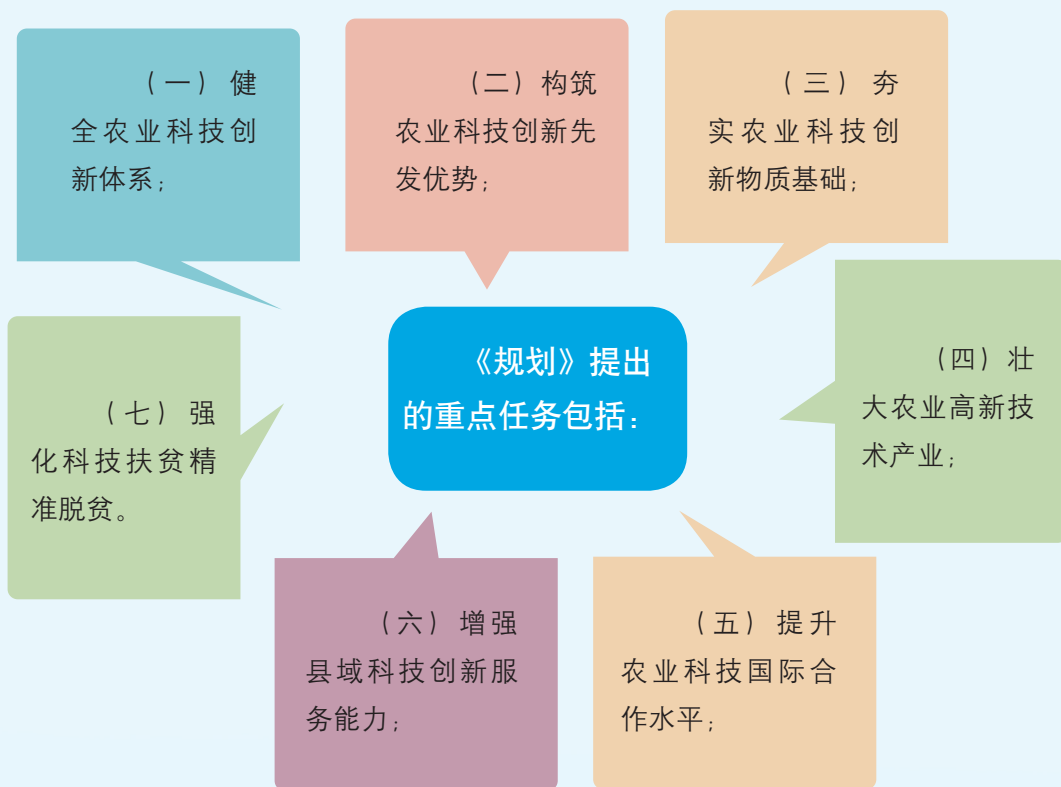 （一）健
全农业科技创
新体系；
（二）构筑
农业科技创新先
发优势；
（三）夯
实农业科技创
新物质基础；
《规划》提出
的重点任务包括：
（四）壮
大农业高新技
术产业；
（五）提升
农业科技国际合
作水平；
（六）增强
县域科技创新服
务能力；
（七）强
化科技扶贫精
准脱贫。